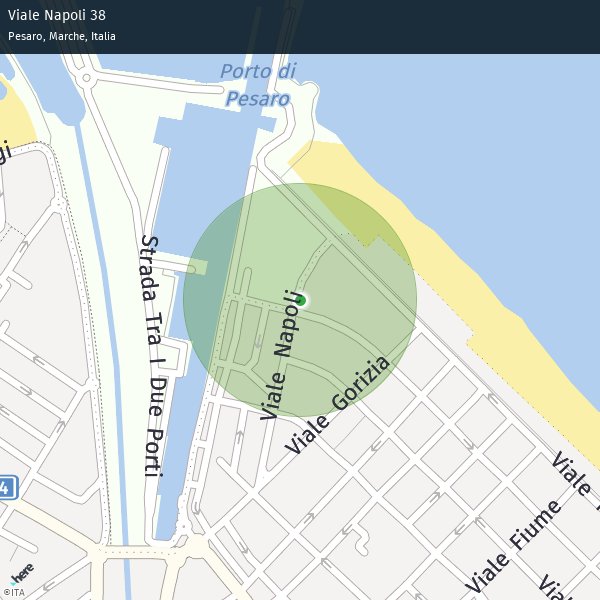 Viale Napoli 38
Pesaro, Marche, Italia
Porto di
Pesaro
gi
Strada Tra I Due Porti
Viale Napoli
Viale Gorizia
Viale T
Viale Fiume
Viale
4
here
©ITA